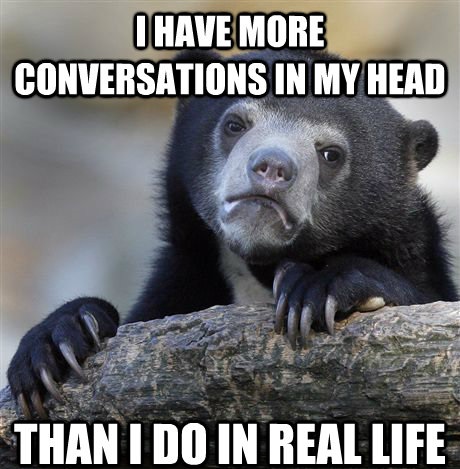 I HAVE MORE
CONVERSATIONS IN MY HEAD
THAN I DO IN REAL LIFE